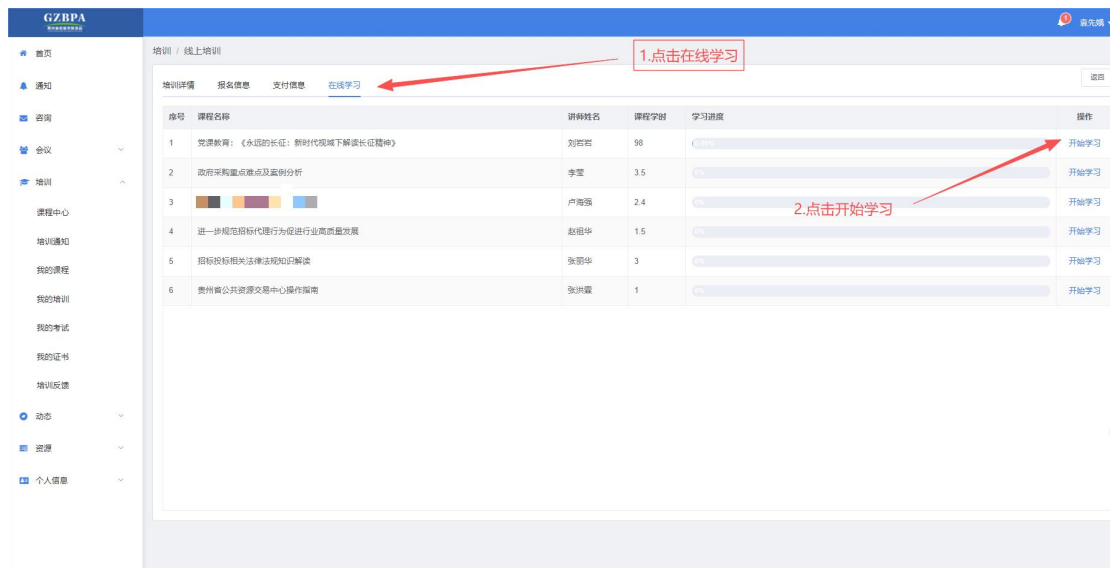 GZBPA
1
袁先娥
首页
通知
咨询
会议
培训
课程中心
培训通知
我的课程
我的培训
我的考试
我的证书
培训反馈
动态
资源
个人信息
培训 / 线上培训
1.点击在线学习
培训详情 报名信息 支付信息 在线学习
返回
序号 课程名称 讲师姓名 课程学时 学习进度 操作
1 党课教育：《永远的长征：新时代视域下解读长征精神》 刘岩岩 98 开始学习
2 政府采购重点难点及案例分析 李莹 3.5 0% 开始学习
3 卢海强 2.4 0% 开始学习
2.点击开始学习
4 进一步规范招标代理行为促进行业高质量发展 赵祖华 1.5 0% 开始学习
5 招标投标相关法律法规知识解读 张丽华 3 0% 开始学习
6 贵州省公共资源交易中心操作指南 张洪霖 1 0% 开始学习